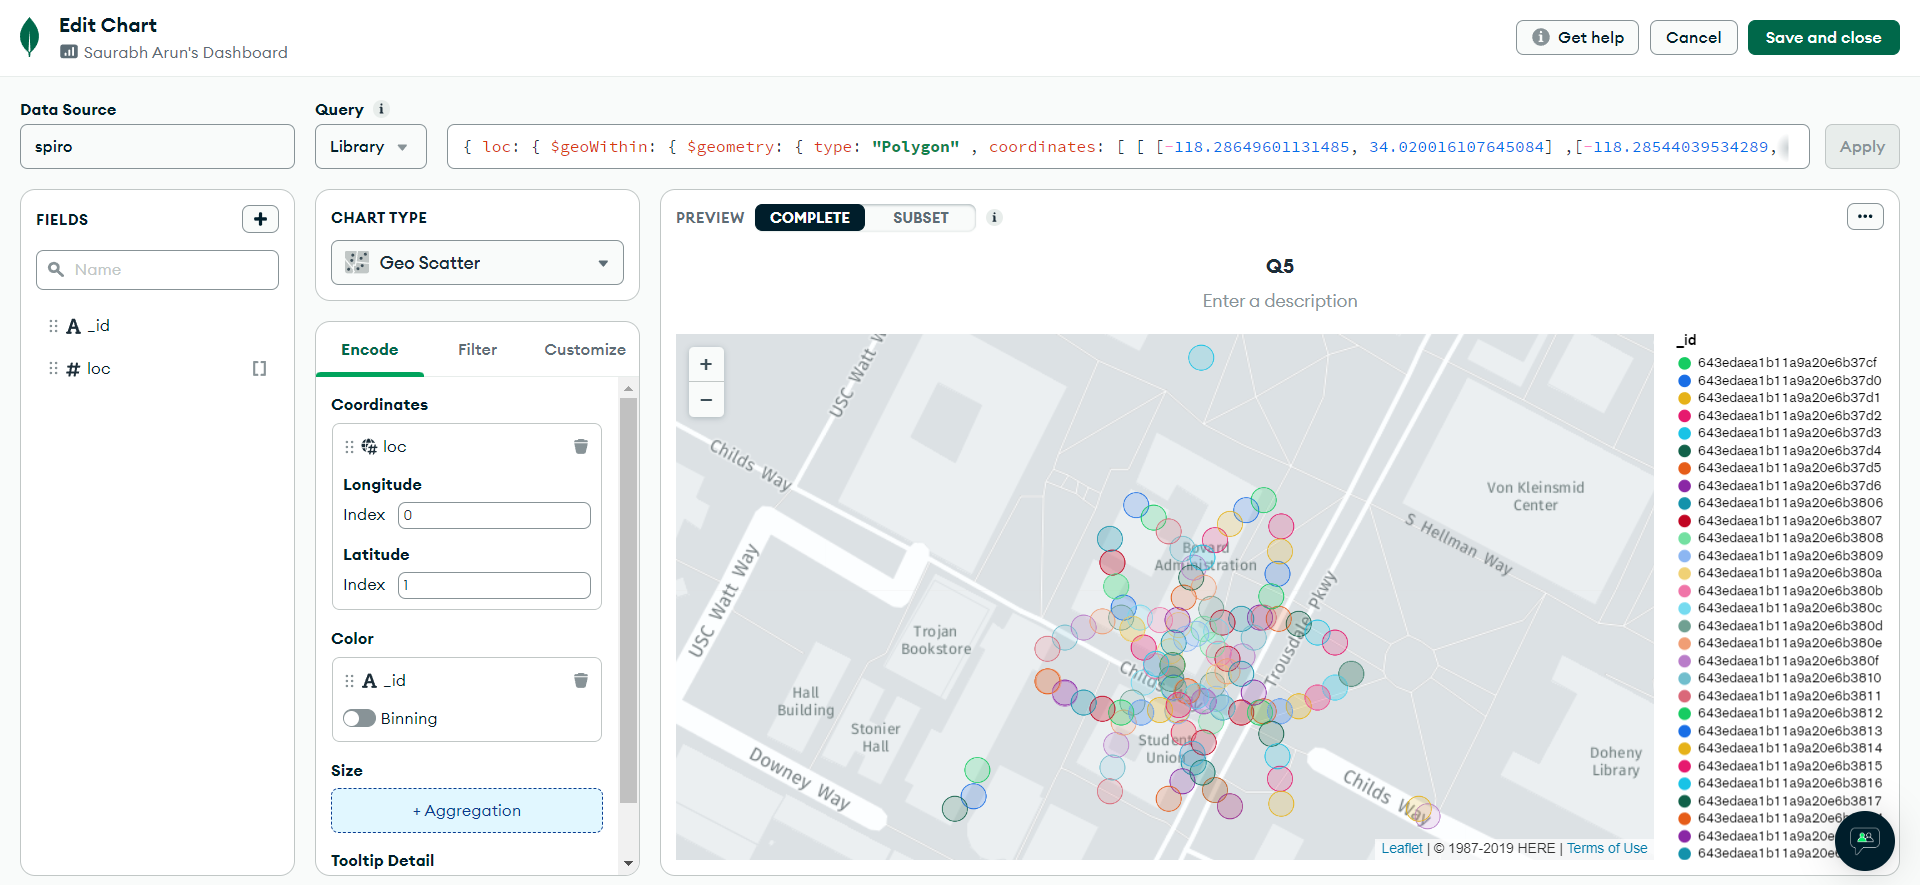 Edit Chart
Saurabh Arun's Dashboard
Get help
Cancel
Save and close
Data Source
spiro
Query
Library
{ loc: { $geoWithin: { $geometry: { type: "Polygon" , coordinates: [ [ [-118.28649601131485, 34.020016107645084] ,[-118.28544039534289,
Apply
FIELDS
Name
_id
loc
CHART TYPE
Geo Scatter
Encode
Filter
Customize
Coordinates
loc
Longitude
Index 0
Latitude
Index 1
Color
_id
Binning
Size
+ Aggregation
Tooltip Detail
PREVIEW
COMPLETE
SUBSET
Q5
Enter a description
+
−
USC Watt W
Childs Way
USC Watt Way
Von Kleinsmid
Center
S Hellman Way
Bovard
Administration
Trousdale Pkwy
Trojan
Bookstore
Childs
Hall
Building
Stonier
Hall
Student
Union
Downey Way
Childs Way
Doheny
Library
Leaflet | © 1987-2019 HERE | Terms of Use
_id
643edaea1b11a9a20e6b37cf
643edaea1b11a9a20e6b37d0
643edaea1b11a9a20e6b37d1
643edaea1b11a9a20e6b37d2
643edaea1b11a9a20e6b37d3
643edaea1b11a9a20e6b37d4
643edaea1b11a9a20e6b37d5
643edaea1b11a9a20e6b37d6
643edaea1b11a9a20e6b3806
643edaea1b11a9a20e6b3807
643edaea1b11a9a20e6b3808
643edaea1b11a9a20e6b3809
643edaea1b11a9a20e6b380a
643edaea1b11a9a20e6b380b
643edaea1b11a9a20e6b380c
643edaea1b11a9a20e6b380d
643edaea1b11a9a20e6b380e
643edaea1b11a9a20e6b380f
643edaea1b11a9a20e6b3810
643edaea1b11a9a20e6b3811
643edaea1b11a9a20e6b3812
643edaea1b11a9a20e6b3813
643edaea1b11a9a20e6b3814
643edaea1b11a9a20e6b3815
643edaea1b11a9a20e6b3816
643edaea1b11a9a20e6b3817
643edaea1b11a9a20e6b
643edaea1b11a9a20e
643edaea1b11a9a20e